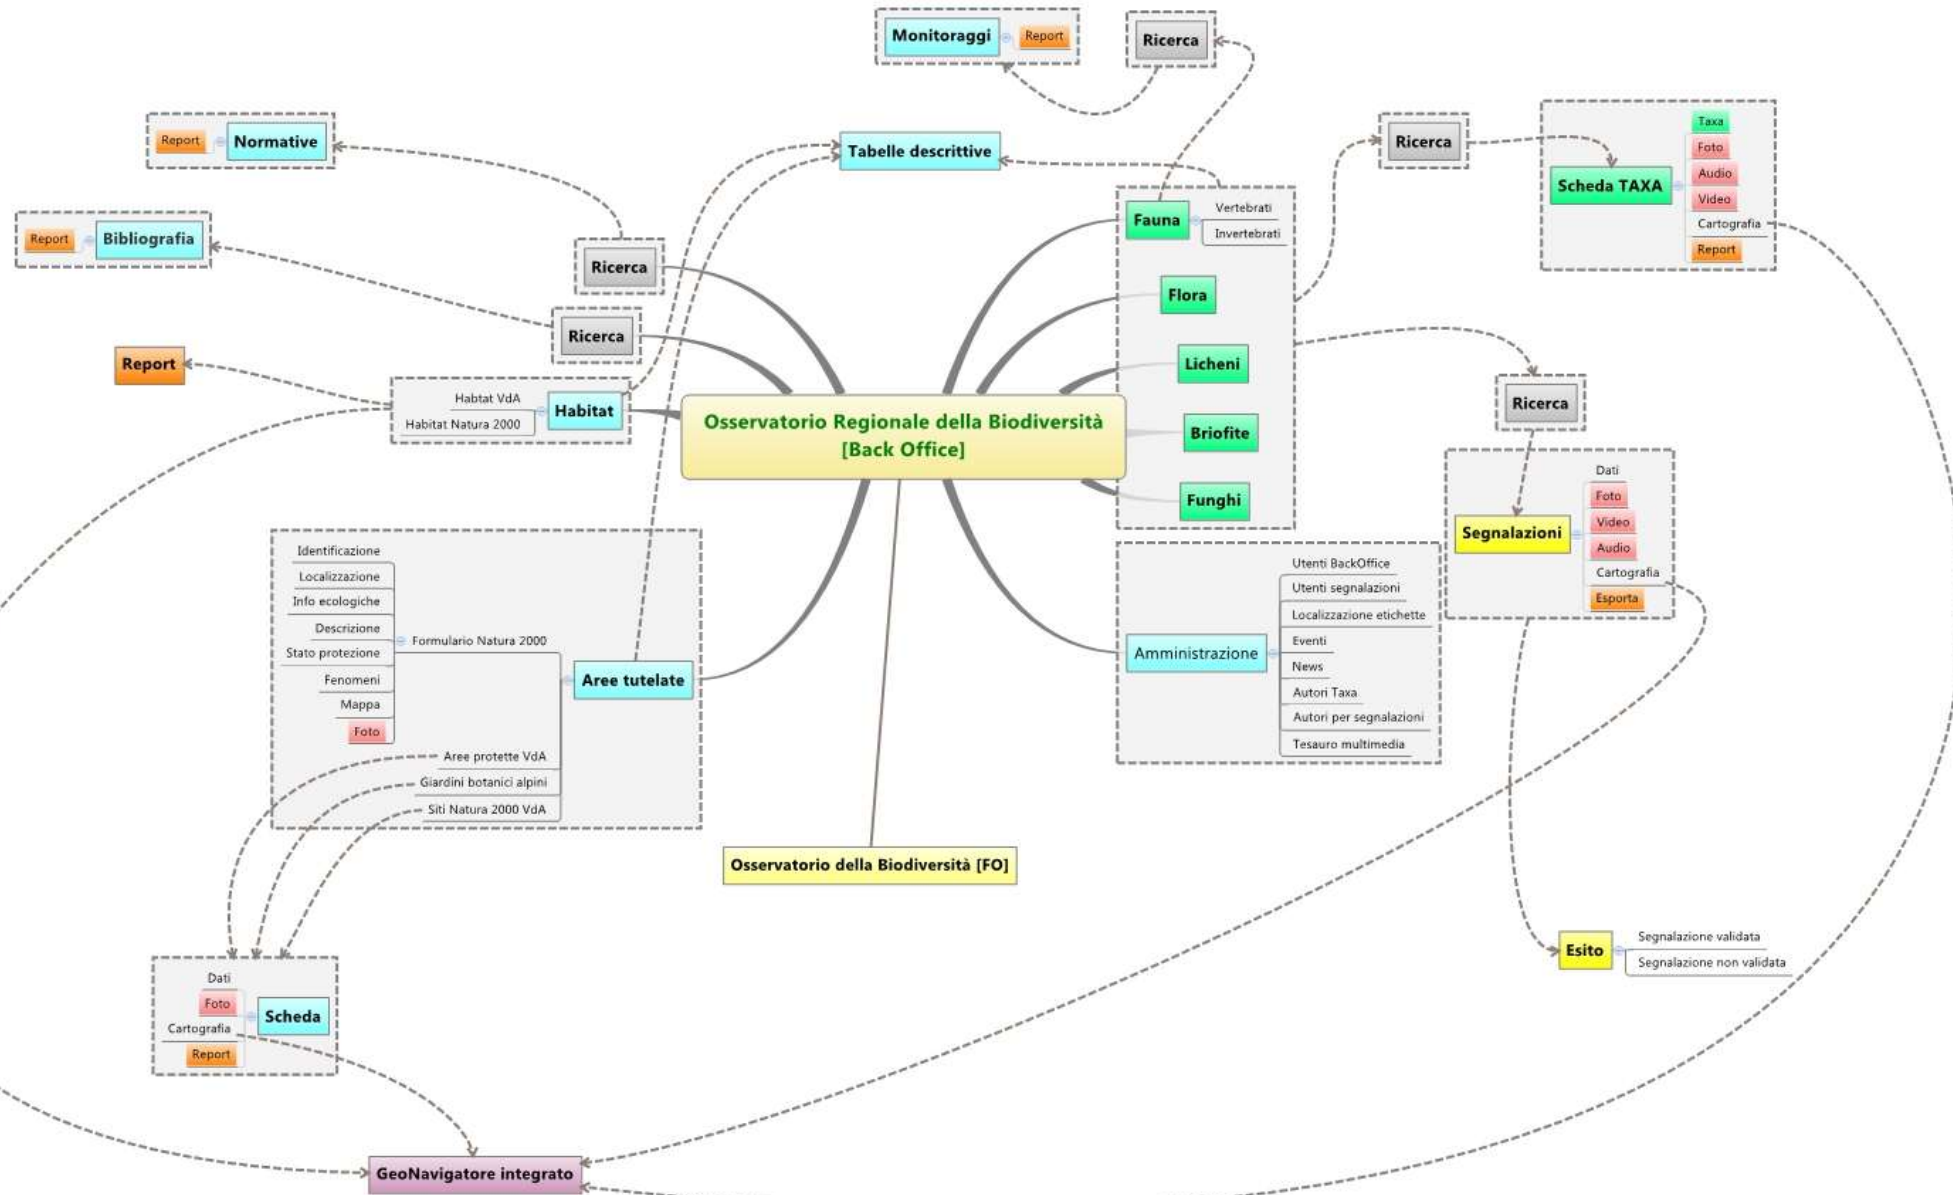 Monitoraggi
Report
Ricerca
Report
Normative
Tabelle descrittive
Ricerca
Taxa
Foto
Scheda TAXA
Audio
Video
Cartografia
Report
Report
Bibliografia
Ricerca
Ricerca
Fauna
Vertebrati
Invertebrati
Flora
Licheni
Briofite
Funghi
Report
Habtat VdA
Habitat Natura 2000
Habitat
Osservatorio Regionale della Biodiversità
[Back Office]
Ricerca
Segnalazioni
Dati
Foto
Video
Audio
Cartografia
Esporta
Identificazione
Localizzazione
Info ecologiche
Descrizione
Stato protezione
Fenomeni
Mappa
Foto
Formulario Natura 2000
Aree tutelate
Aree protette VdA
Giardini botanici alpini
Siti Natura 2000 VdA
Amministrazione
Utenti BackOffice
Utenti segnalazioni
Localizzazione etichette
Eventi
News
Autori Taxa
Autori per segnalazioni
Tesauro multimedia
Osservatorio della Biodiversità [FO]
Esito
Segnalazione validata
Segnalazione non validata
Dati
Foto
Cartografia
Report
Scheda
GeoNavigatore integrato